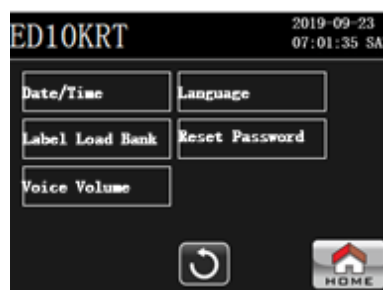 ED10KRT
2019-09-23
07:01:35 SA
Date/Time
Language
Label Load Bank
Reset Password
Voice Volume
HOME